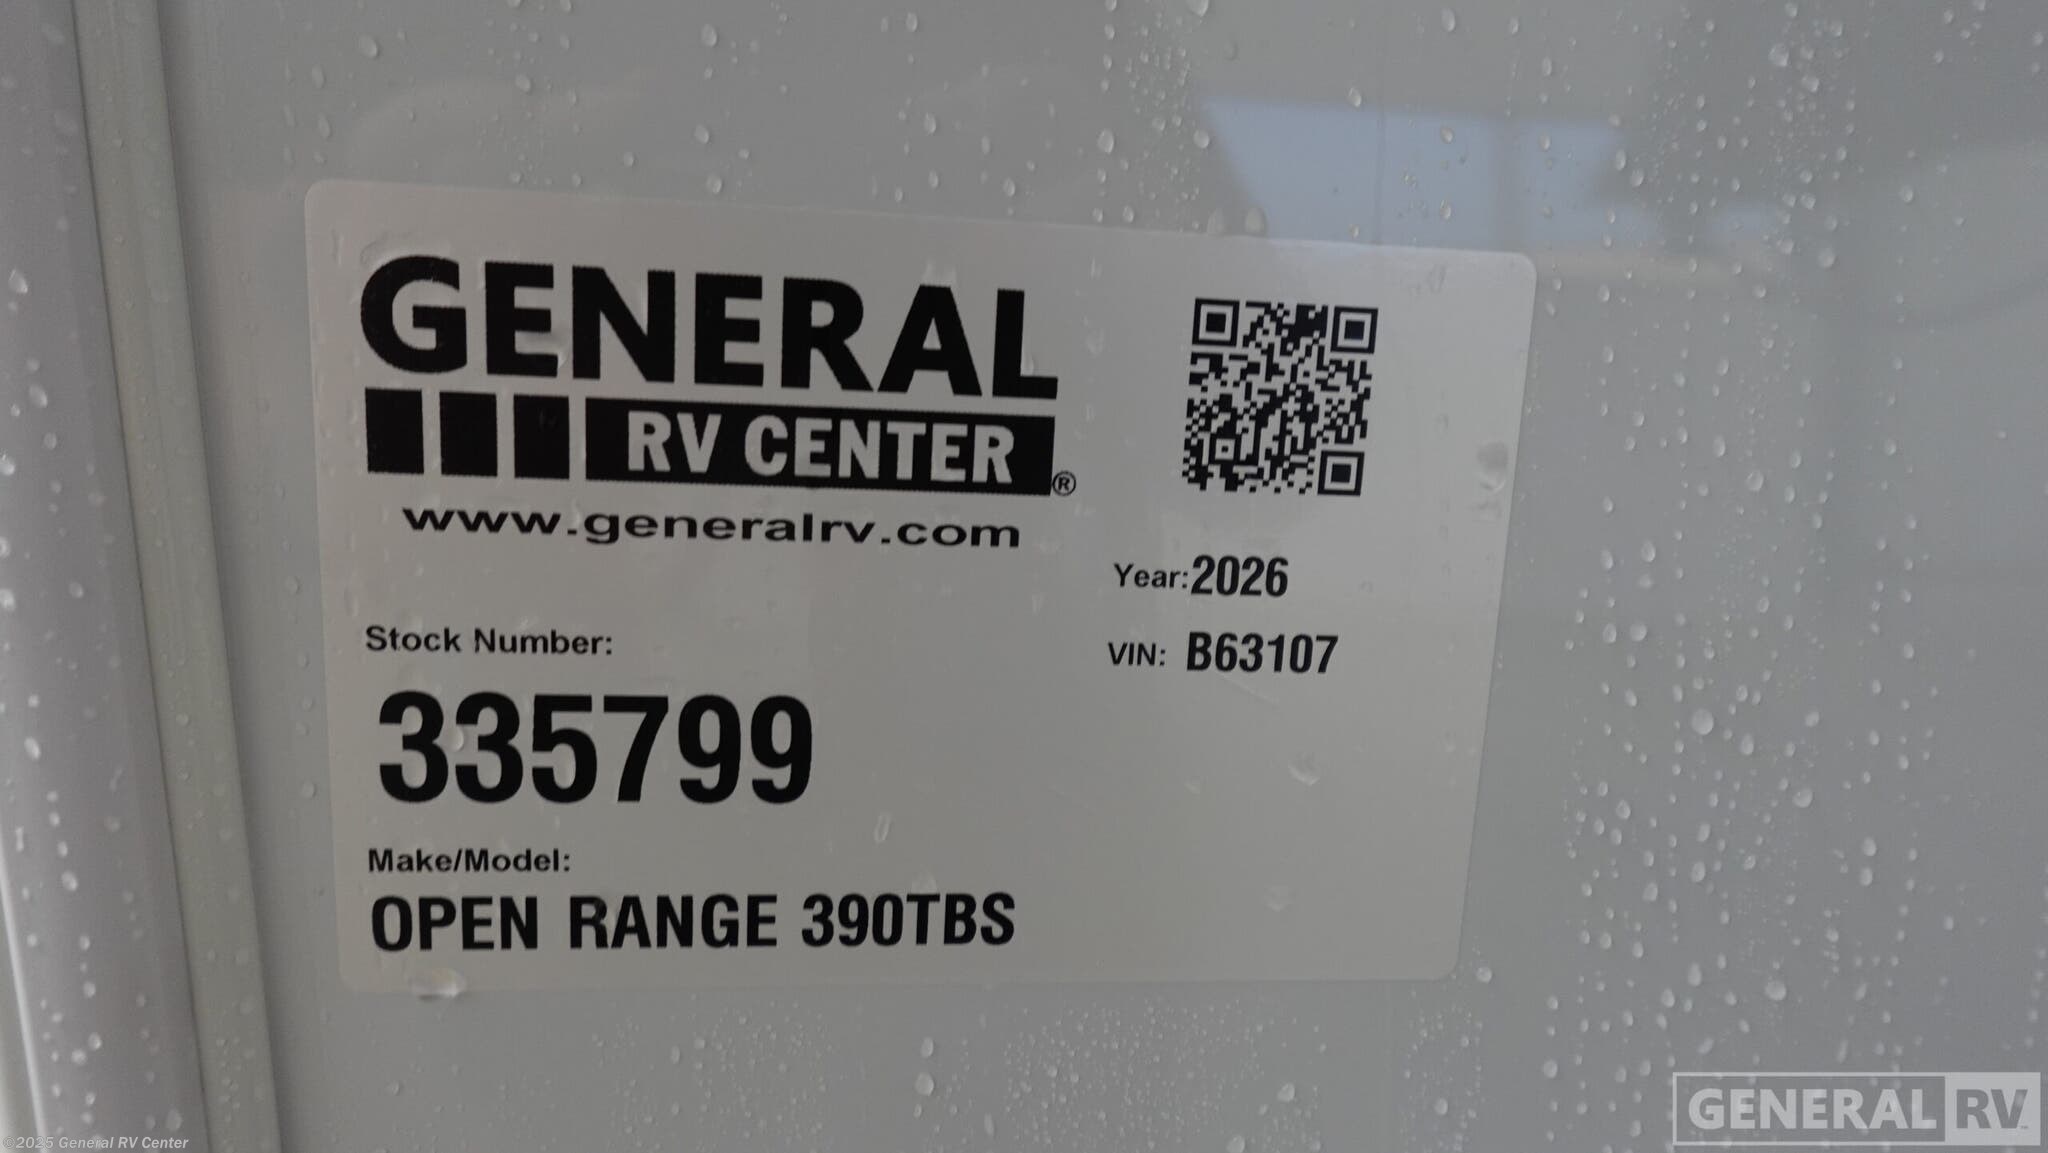 GENERAL
RV CENTER®
www.generalrv.com
Year: 2026
VIN: B63107
Stock Number:
335799
Make/Model:
OPEN RANGE 390TBS
©2025 General RV Center
GENERAL RV™